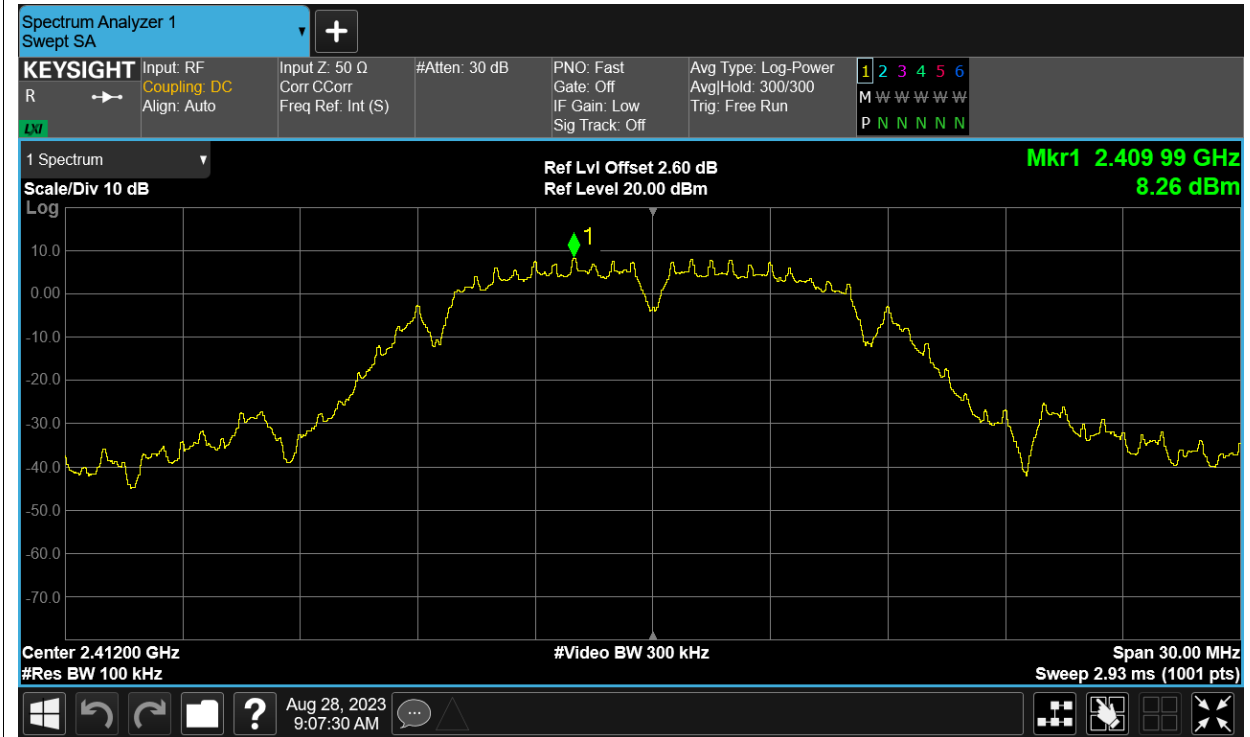 Spectrum Analyzer 1
Swept SA
KEYSIGHT
R
LXI
Input: RF
Coupling: DC
Align: Auto
Input Z: 50 Ω
Corr CCorr
Freq Ref: Int (S)
#Atten: 30 dB
PNO: Fast
Gate: Off
IF Gain: Low
Sig Track: Off
Avg Type: Log-Power
Avg|Hold: 300/300
Trig: Free Run
1 2 3 4 5 6
M W W W W W
P N N N N N
1 Spectrum
Ref Lvl Offset 2.60 dB
Mkr1 2.409 99 GHz
Scale/Div 10 dB
Ref Level 20.00 dBm
8.26 dBm
Log
1
10.0
0.00
-10.0
-20.0
-30.0
-40.0
-50.0
-60.0
-70.0
Center 2.41200 GHz
#Video BW 300 kHz
Span 30.00 MHz
#Res BW 100 kHz
Sweep 2.93 ms (1001 pts)
?
Aug 28, 2023
9:07:30 AM